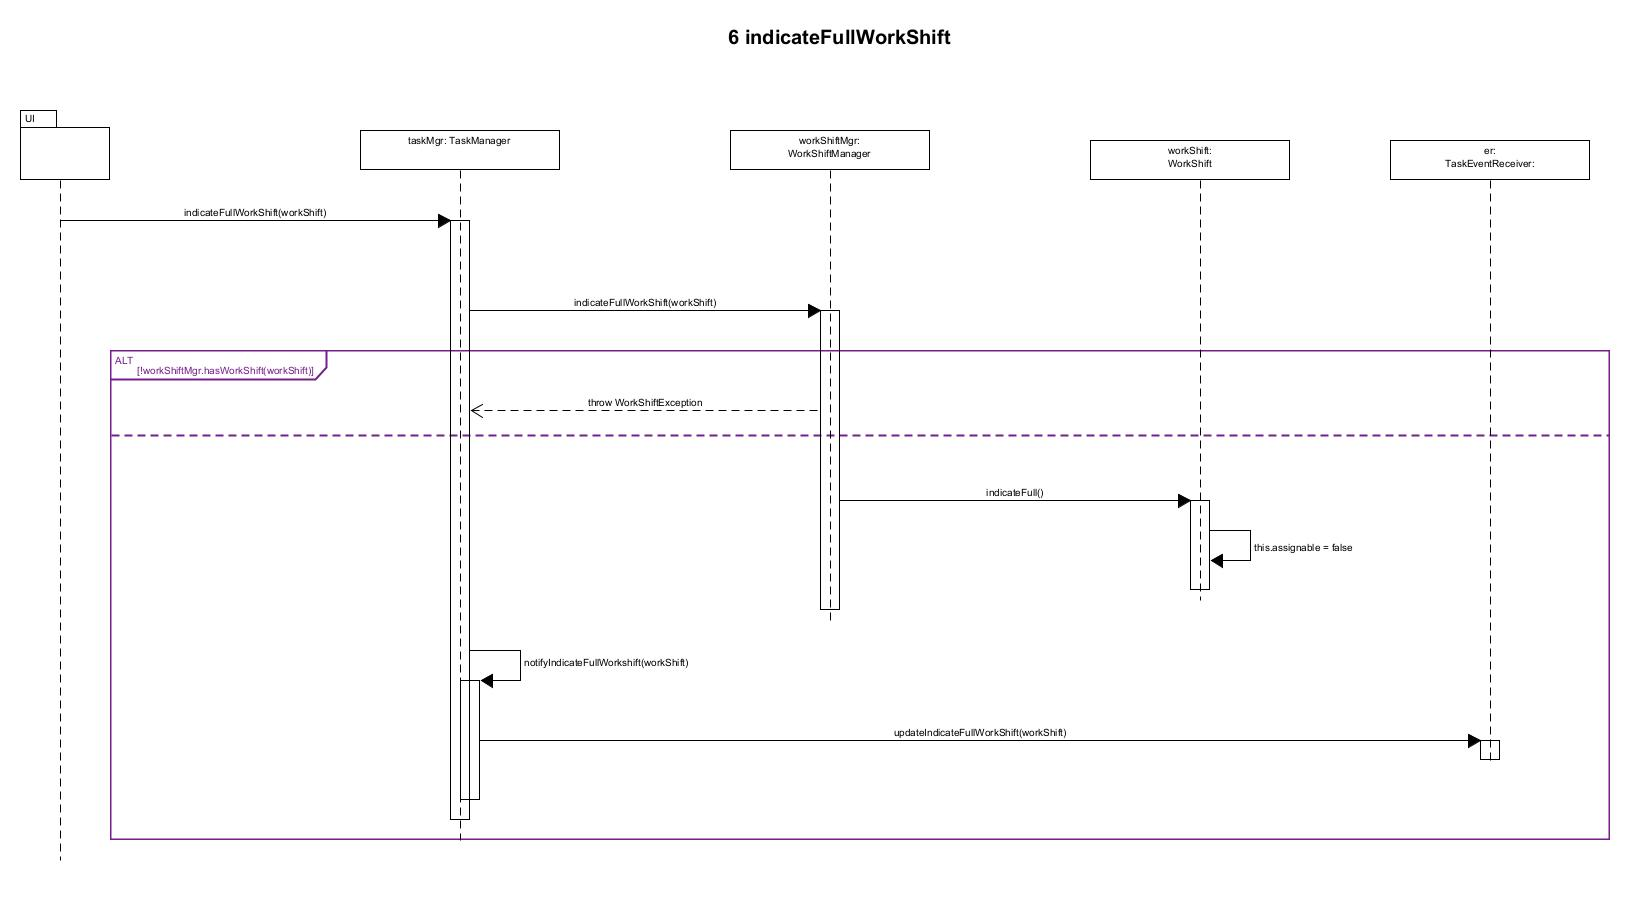 6 indicateFullWorkShift
UI
taskMgr: TaskManager
workShiftMgr:
WorkShiftManager
workShift:
WorkShift
er:
TaskEventReceiver:
indicateFullWorkShift(workShift)
indicateFullWorkShift(workShift)
ALT
[!workShiftMgr.hasWorkShift(workShift)]
throw WorkShiftException
indicateFull()
this.assignable = false
notifyIndicateFullWorkshift(workShift)
updateIndicateFullWorkShift(workShift)